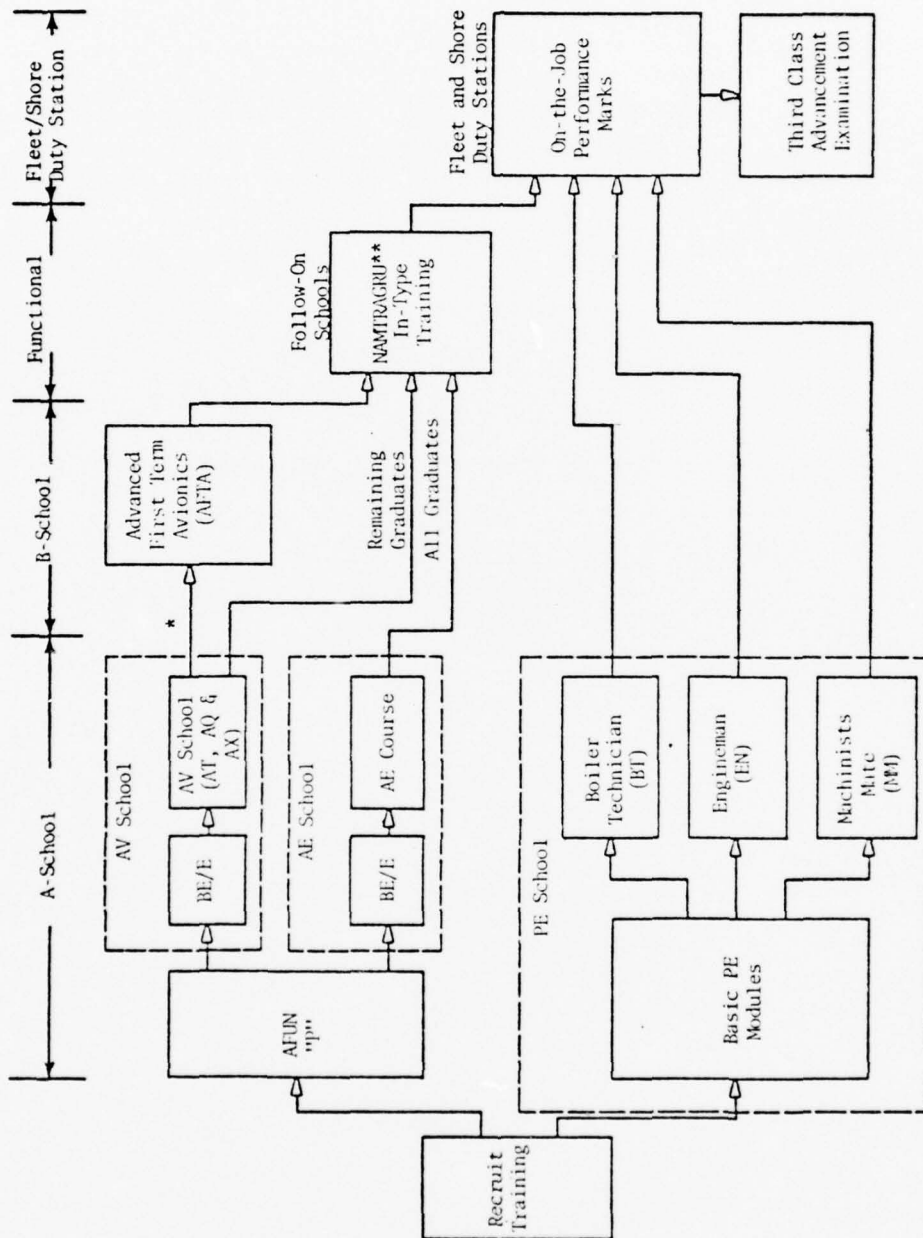 A-School
B-School
Functional
Fleet/Shore
Duty Station
Recruit
Training
AFUN
"P"
AV School
BE/E
AV School
(AT, AQ &
AX)
*
Advanced
First Term
Avionics
(AFTA)
AE School
BE/E
AE Course
Remaining
Graduates
All Graduates
Follow-On
Schools
NAMTRAGRU**
In-Type
Training
PE School
Basic PE
Modules
Boiler
Technician
(BT)
Engineman
(EN)
Machinists
Mate
(MM)
Fleet and Shore
Duty Stations
On-the-Job
Performance
Marks
Third Class
Advancement
Examination